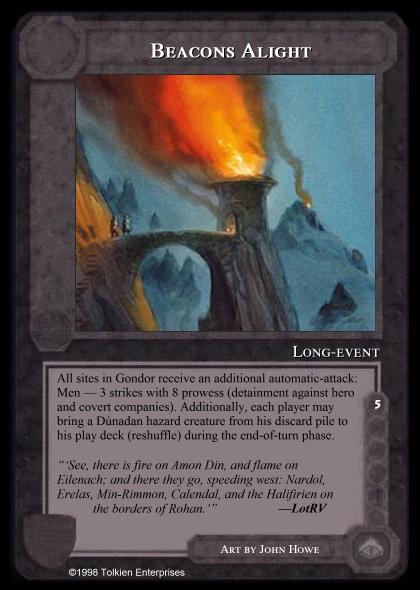 BEACONS ALIGHT
LONG-EVENT
All sites in Gondor receive an additional automatic-attack:
Men — 3 strikes with 8 prowess (detainment against hero
and covert companies). Additionally, each player may
bring a Dúnadan hazard creature from his discard pile to
his play deck (reshuffle) during the end-of-turn phase.
5
“‘See, there is fire on Amon Din, and flame on
Eilenach; and there they go, speeding west: Nardol,
Erelas, Min-Rimmon, Calendal, and the Halifirien on
the borders of Rohan.’” —LotRV
ART BY JOHN HOWE
©1998 Tolkien Enterprises